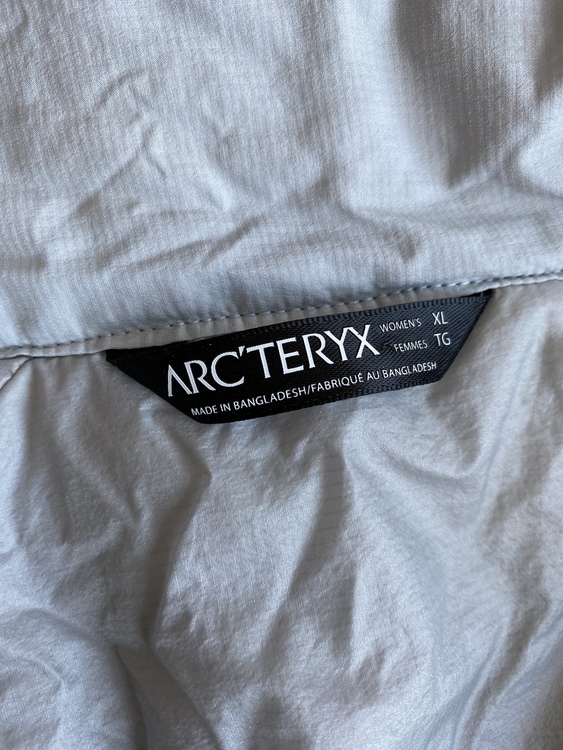 ARC'TERYX WOMEN'S XL
FEMMES TG
MADE IN BANGLADESH/FABRIQUÉ AU BANGLADESH